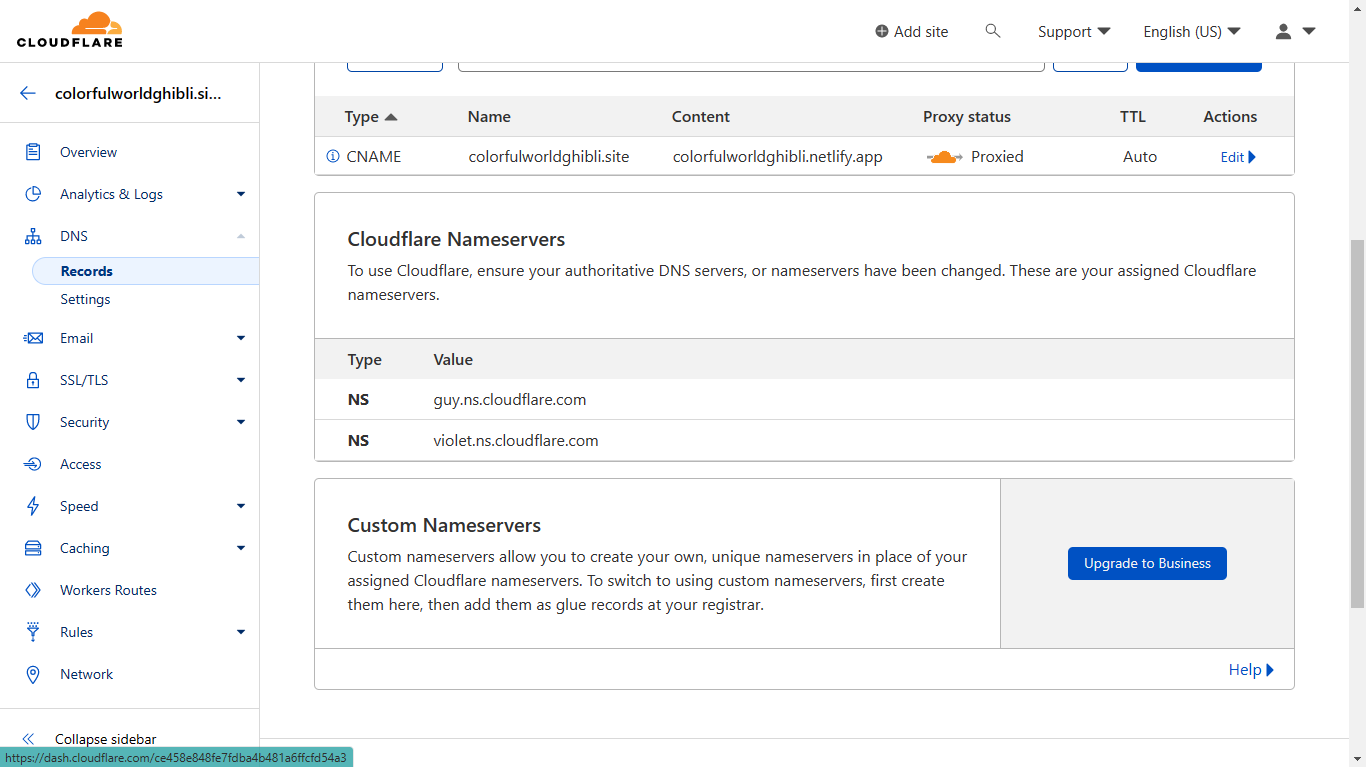 CLOUDFLARE
Add site
Support
English (US)
colorfulworldghibli.si...
Overview
Analytics & Logs
DNS
Records
Settings
Email
SSL/TLS
Security
Access
Speed
Caching
Workers Routes
Rules
Network
Collapse sidebar
https://dash.cloudflare.com/ce458e848fe7fdba4b481a6ffcfd54a3
Type Name Content Proxy status TTL Actions
CNAME colorfulworldghibli.site colorfulworldghibli.netlify.app Proxied Auto Edit
Cloudflare Nameservers
To use Cloudflare, ensure your authoritative DNS servers, or nameservers have been changed. These are your assigned Cloudflare
nameservers.
Type Value
NS guy.ns.cloudflare.com
NS violet.ns.cloudflare.com
Custom Nameservers
Custom nameservers allow you to create your own, unique nameservers in place of your
assigned Cloudflare nameservers. To switch to using custom nameservers, first create
them here, then add them as glue records at your registrar.
Upgrade to Business
Help